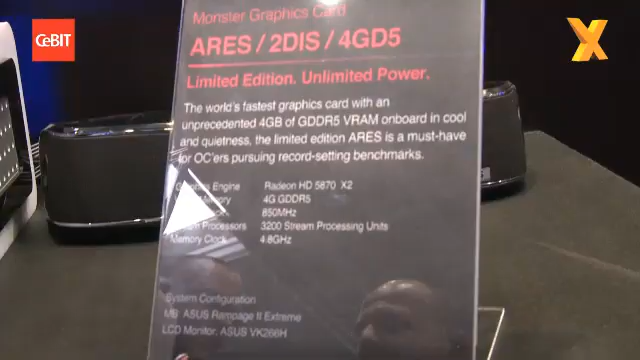 CeBIT
X
Monster Graphics Card
ARES / 2DIS / 4GD5
Limited Edition. Unlimited Power.
The world's fastest graphics card with an
unprecedented 4GB of GDDR5 VRAM onboard in cool
and quietness, the limited edition ARES is a must-have
for OC'ers pursuing record-setting benchmarks.
Graphics Engine Radeon HD 5870 X2
4G GDDR5
850MHz
Processors 3200 Stream Processing Units
Memory Clock 4.8GHz
System Configuration
MB: ASUS Rampage II Extreme
LCD Monitor: ASUS VK266H